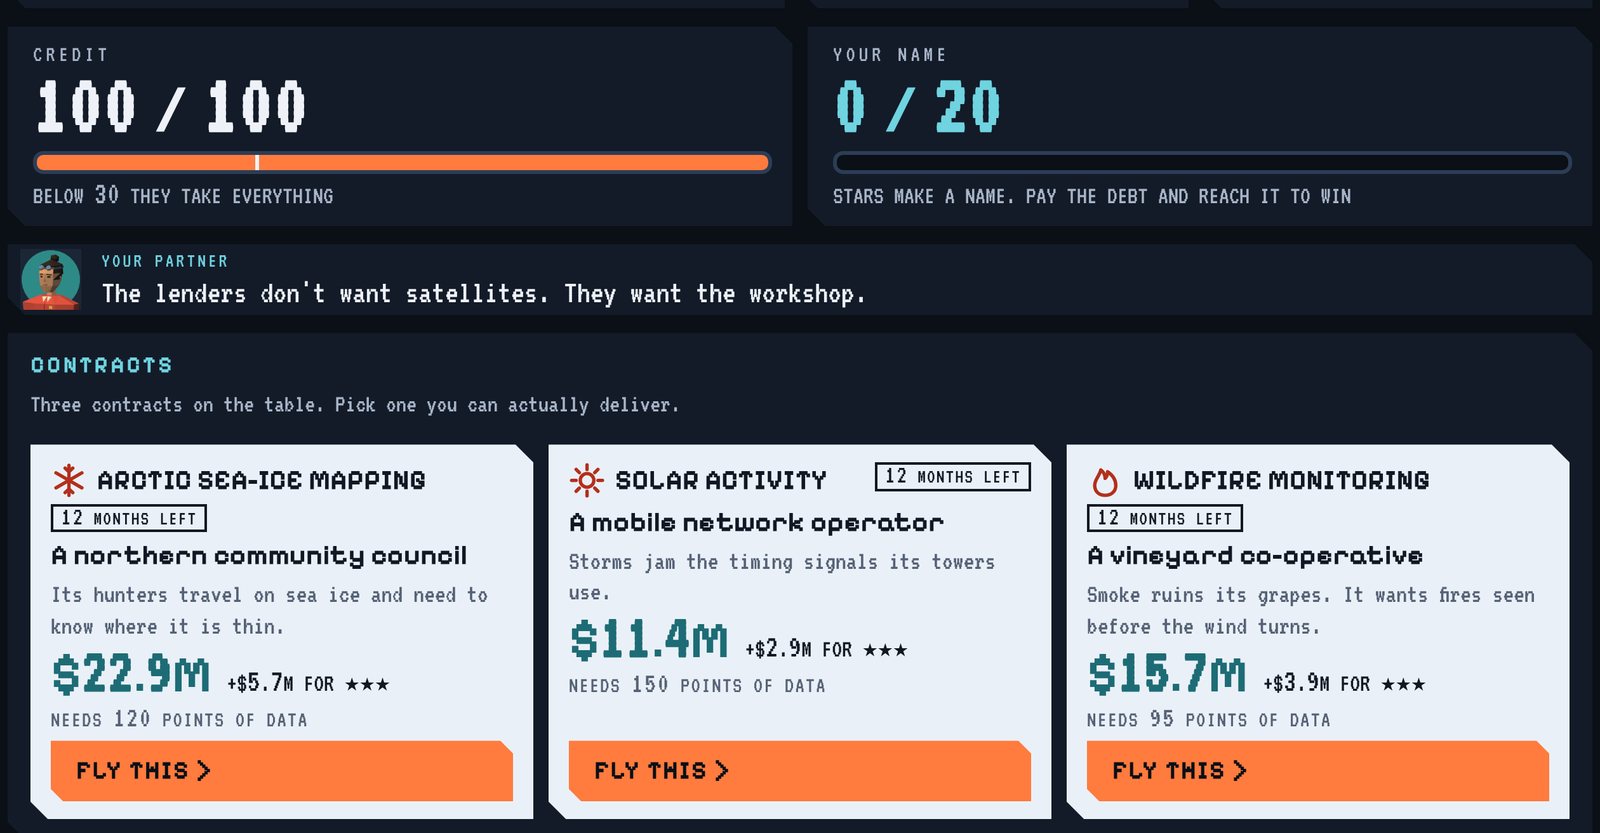 CREDIT
100 / 100
BELOW 30 THEY TAKE EVERYTHING
YOUR NAME
0 / 20
STARS MAKE A NAME. PAY THE DEBT AND REACH IT TO WIN
YOUR PARTNER
The lenders don't want satellites. They want the workshop.
CONTRACTS
Three contracts on the table. Pick one you can actually deliver.
ARCTIC SEA-ICE MAPPING
12 MONTHS LEFT
A northern community council
Its hunters travel on sea ice and need to
know where it is thin.
$22.9M +$5.7M FOR ★★★
NEEDS 120 POINTS OF DATA
FLY THIS >
SOLAR ACTIVITY
12 MONTHS LEFT
A mobile network operator
Storms jam the timing signals its towers
use.
$11.4M +$2.9M FOR ★★★
NEEDS 150 POINTS OF DATA
FLY THIS >
WILDFIRE MONITORING
12 MONTHS LEFT
A vineyard co-operative
Smoke ruins its grapes. It wants fires seen
before the wind turns.
$15.7M +$3.9M FOR ★★★
NEEDS 95 POINTS OF DATA
FLY THIS >